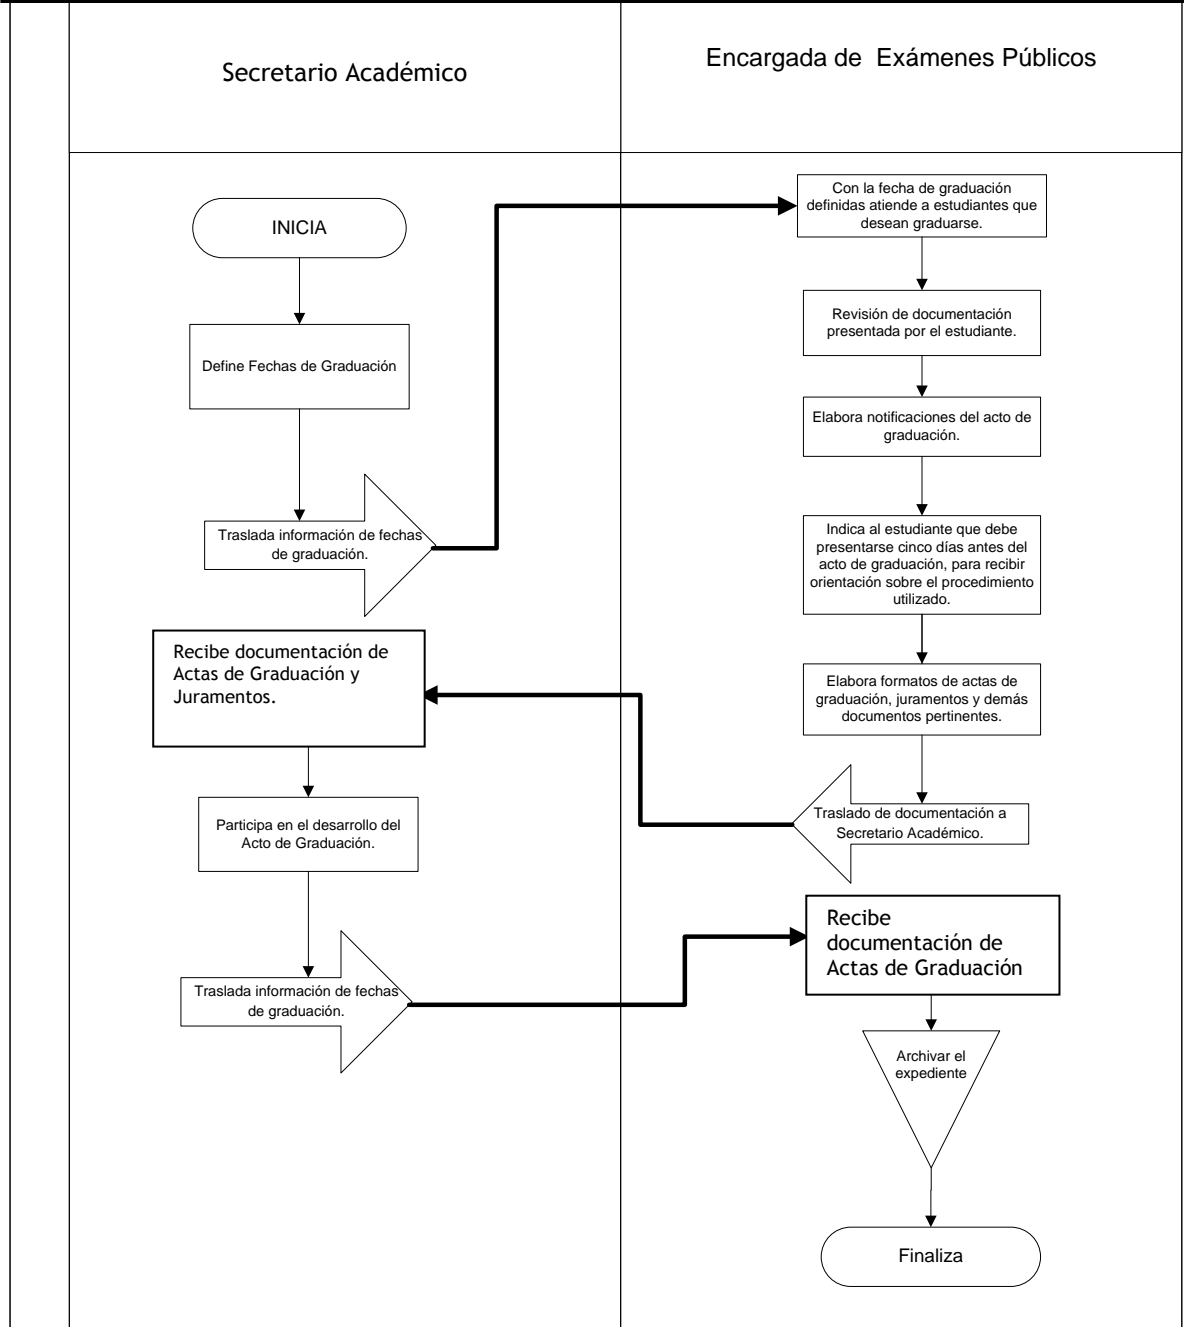 Secretario Académico
Encargada de  Exámenes Públicos
INICIA
Define Fechas de Graduación
Traslada información de fechas
de graduación.
Con la fecha de graduación
definidas atiende a estudiantes que
desean graduarse.
Revisión de documentación
presentada por el estudiante.
Elabora notificaciones del acto de
graduación.
Indica al estudiante que debe
presentarse cinco días antes del
acto de graduación, para recibir
orientación sobre el procedimiento
utilizado.
Elabora formatos de actas de
graduación, juramentos y demás
documentos pertinentes.
Traslado de documentación a
Secretario Académico.
Recibe documentación de
Actas de Graduación y
Juramentos.
Participa en el desarrollo del
Acto de Graduación.
Traslada información de fechas
de graduación.
Recibe
documentación de
Actas de Graduación
Archivar el
expediente
Finaliza